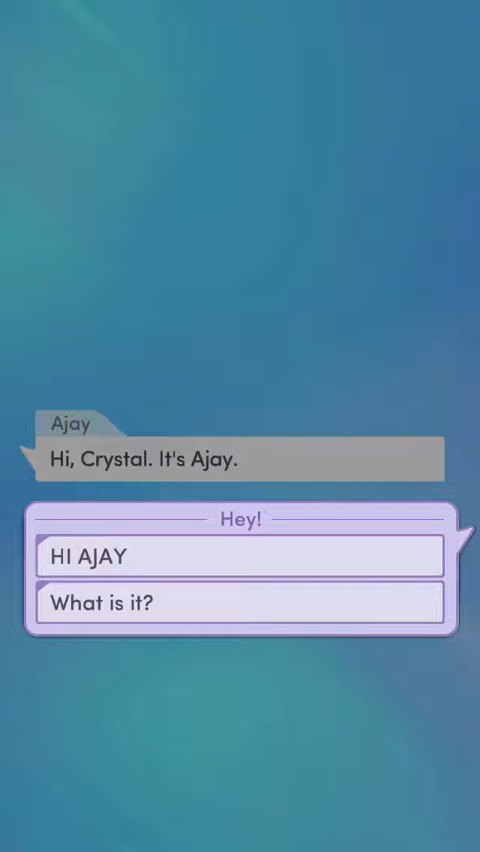 Ajay
Hi, Crystal. It's Ajay.
Hey!
HI AJAY
What is it?